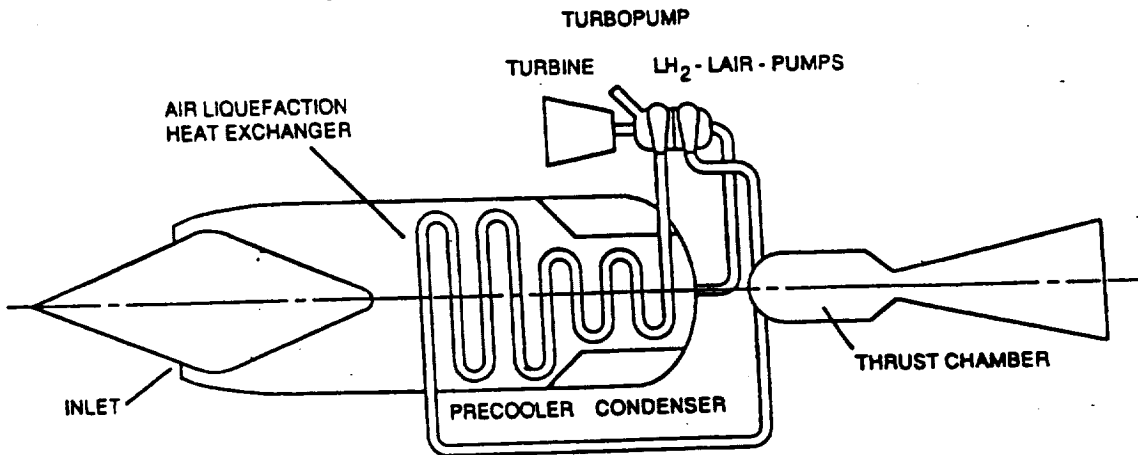 TURBOPUMP
TURBINE
LH2 - LAIR - PUMPS
AIR LIQUEFACTION
HEAT EXCHANGER
INLET
PRECOOLER
CONDENSER
THRUST CHAMBER